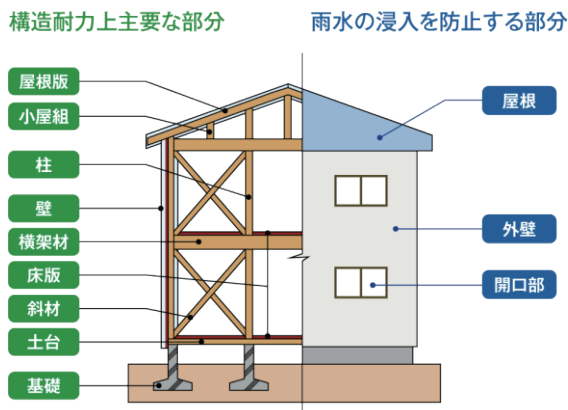 構造耐力上主要な部分
雨水の浸入を防止する部分
屋根版
小屋組
柱
壁
横架材
床版
斜材
土台
基礎
屋根
外壁
開口部